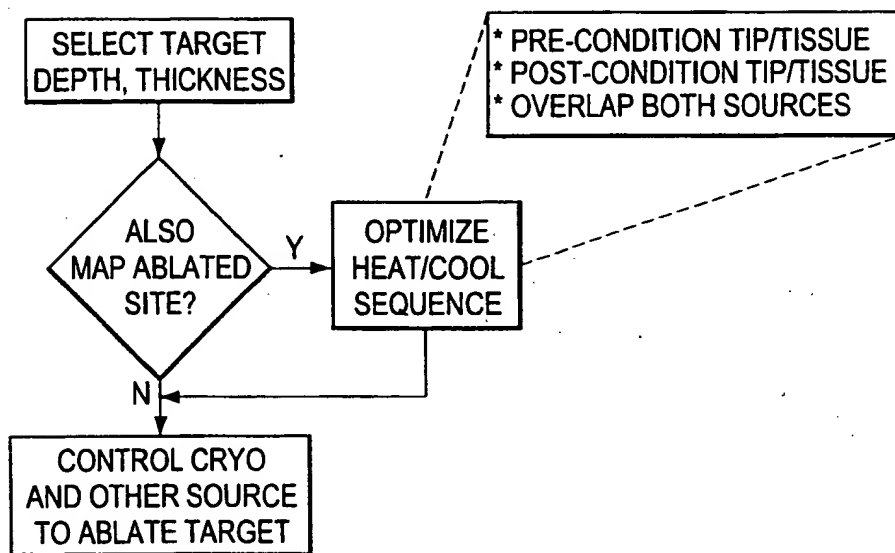 SELECT TARGET
DEPTH, THICKNESS
* PRE-CONDITION TIP/TISSUE
* POST-CONDITION TIP/TISSUE
* OVERLAP BOTH SOURCES
ALSO
MAP ABLATED
SITE?
Y
OPTIMIZE
HEAT/COOL
SEQUENCE
N
CONTROL CRYO
AND OTHER SOURCE
TO ABLATE TARGET